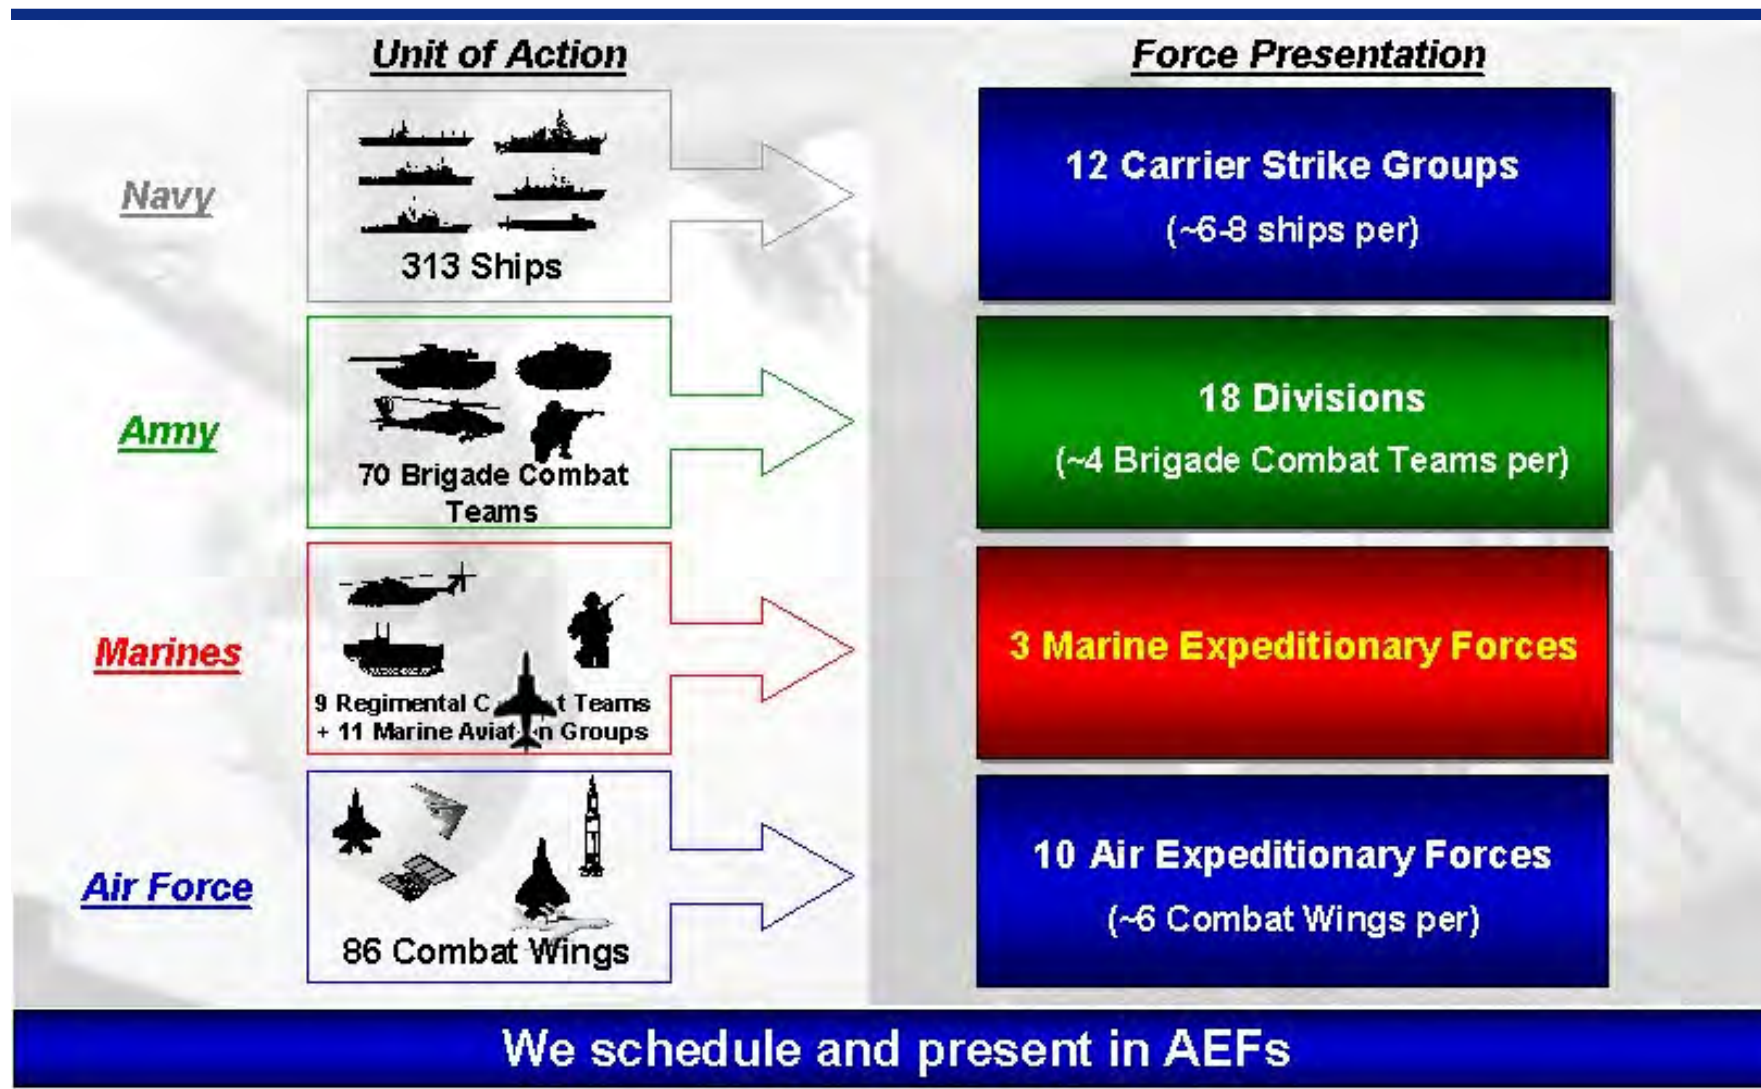 Unit of Action
Force Presentation
Navy
313 Ships
12 Carrier Strike Groups
(~6-8 ships per)
Army
70 Brigade Combat
Teams
18 Divisions
(~4 Brigade Combat Teams per)
Marines
9 Regimental C t Teams
+ 11 Marine Aviat n Groups
3 Marine Expeditionary Forces
Air Force
86 Combat Wings
10 Air Expeditionary Forces
(~6 Combat Wings per)
We schedule and present in AEFs